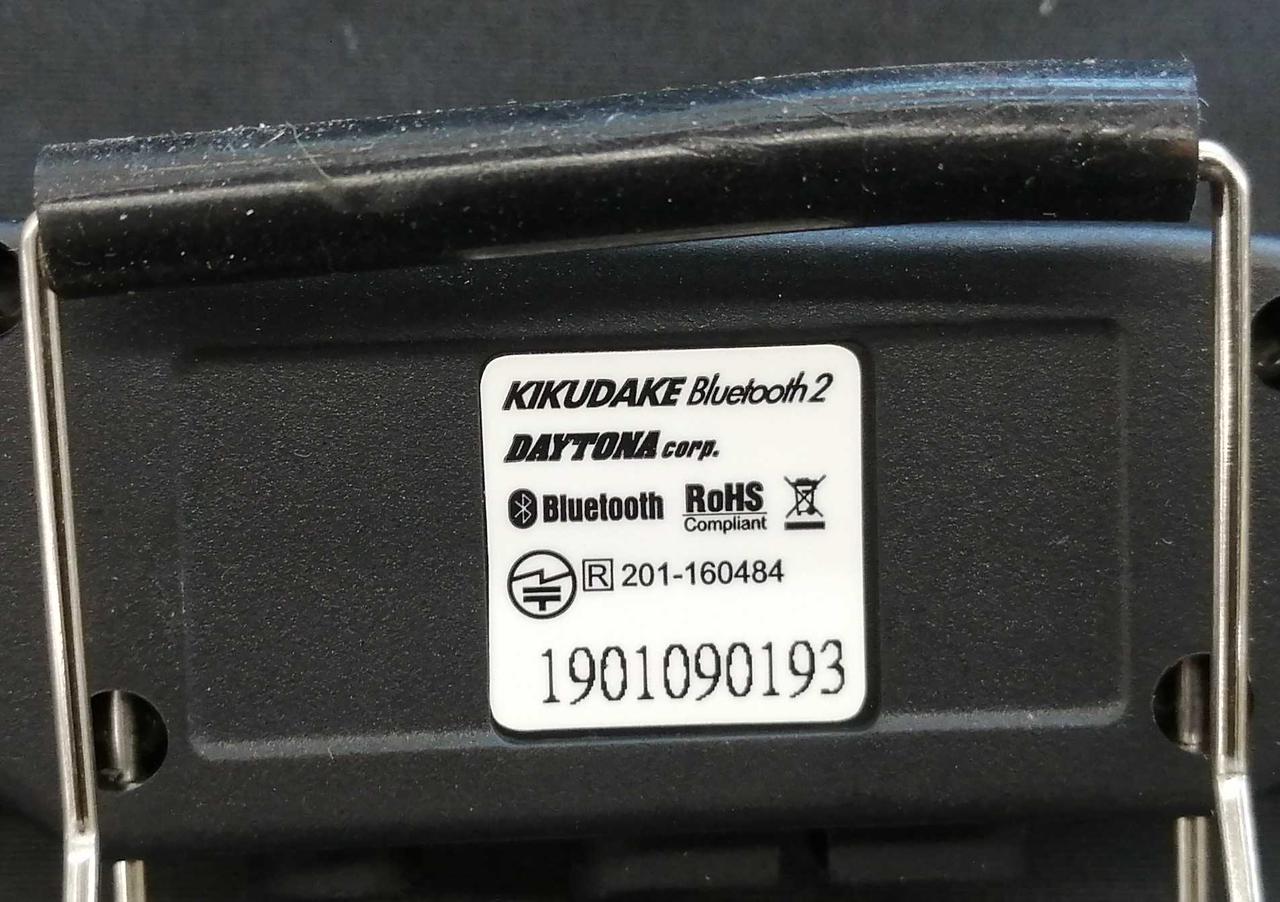 KIKUDAKE Bluetooth 2
DAYTONA corp.
Bluetooth RoHS
Compliant
R 201-160484
1901090193